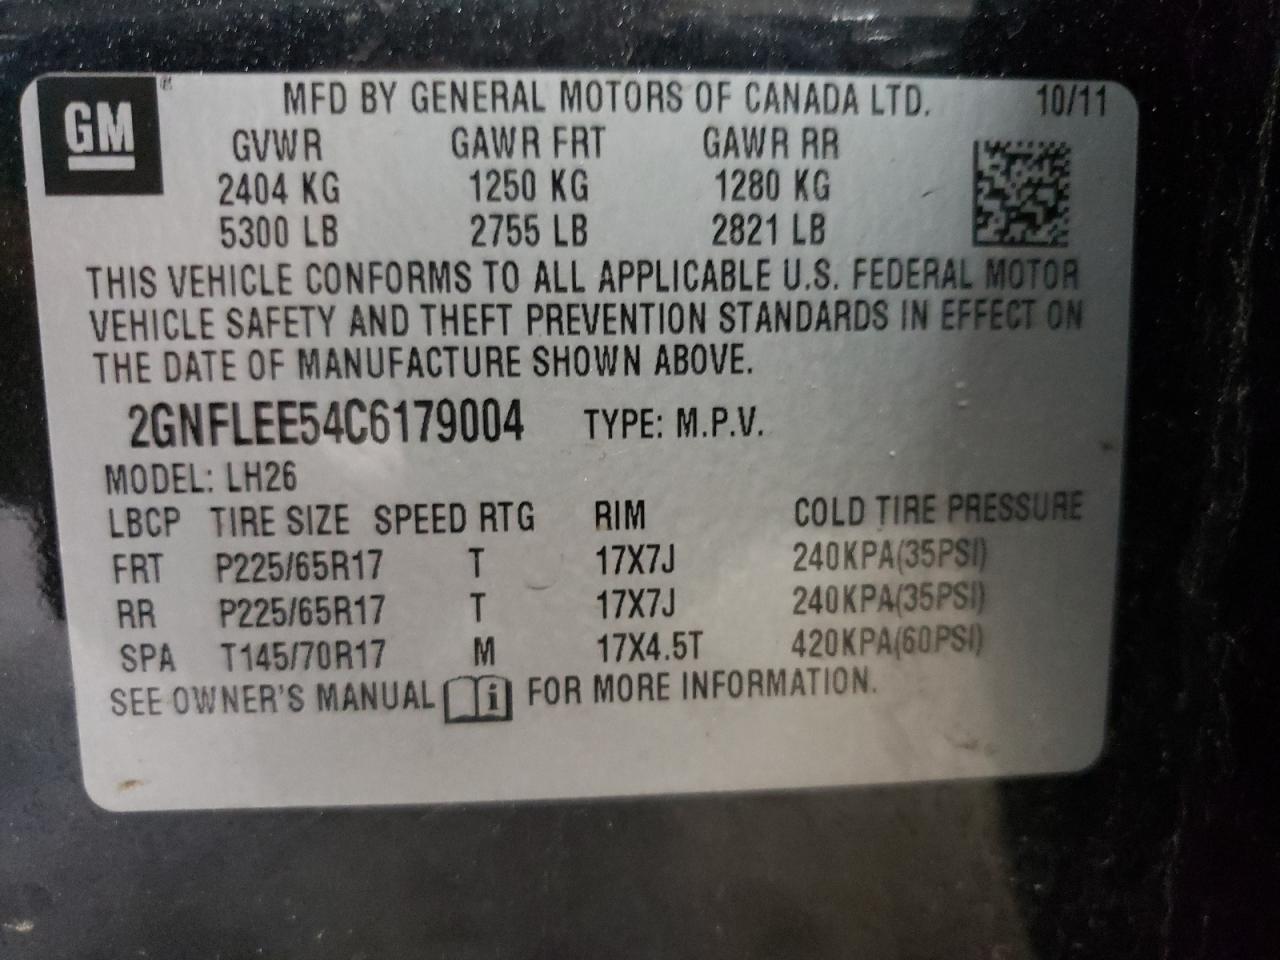 GM ® MFD BY GENERAL MOTORS OF CANADA LTD. 10/11
GVWR GAWR FRT GAWR RR
2404 KG 1250 KG 1280 KG
5300 LB 2755 LB 2821 LB
THIS VEHICLE CONFORMS TO ALL APPLICABLE U.S. FEDERAL MOTOR
VEHICLE SAFETY AND THEFT PREVENTION STANDARDS IN EFFECT ON
THE DATE OF MANUFACTURE SHOWN ABOVE.
2GNFLEE54C6179004 TYPE: M.P.V.
MODEL: LH26
LBCP TIRE SIZE SPEED RTG RIM COLD TIRE PRESSURE
FRT P225/65R17 T 17X7J 240KPA(35PSI)
RR P225/65R17 T 17X7J 240KPA(35PSI)
SPA T145/70R17 M 17X4.5T 420KPA(60PSI)
SEE OWNER'S MANUAL i FOR MORE INFORMATION.